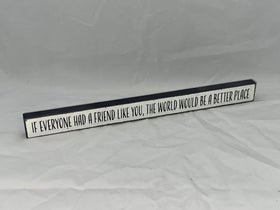 IF EVERYONE HAD A FRIEND LIKE YOU, THE WORLD WOULD BE A BETTER PLACE